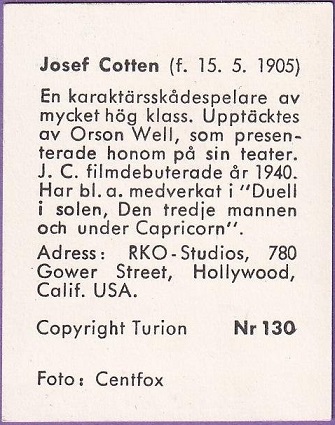 Josef Cotten (f. 15. 5. 1905)
En karaktärsskådespelare av
mycket hög klass. Upptäcktes
av Orson Well, som presen-
terade honom på sin teater.
J. C. filmdebuterade år 1940.
Har bl. a. medverkat i "Duell
i solen, Den tredje mannen
och under Capricorn".
Adress: RKO-Studios, 780
Gower Street, Hollywood,
Calif. USA.
Copyright Turion Nr 130
Foto: Centfox